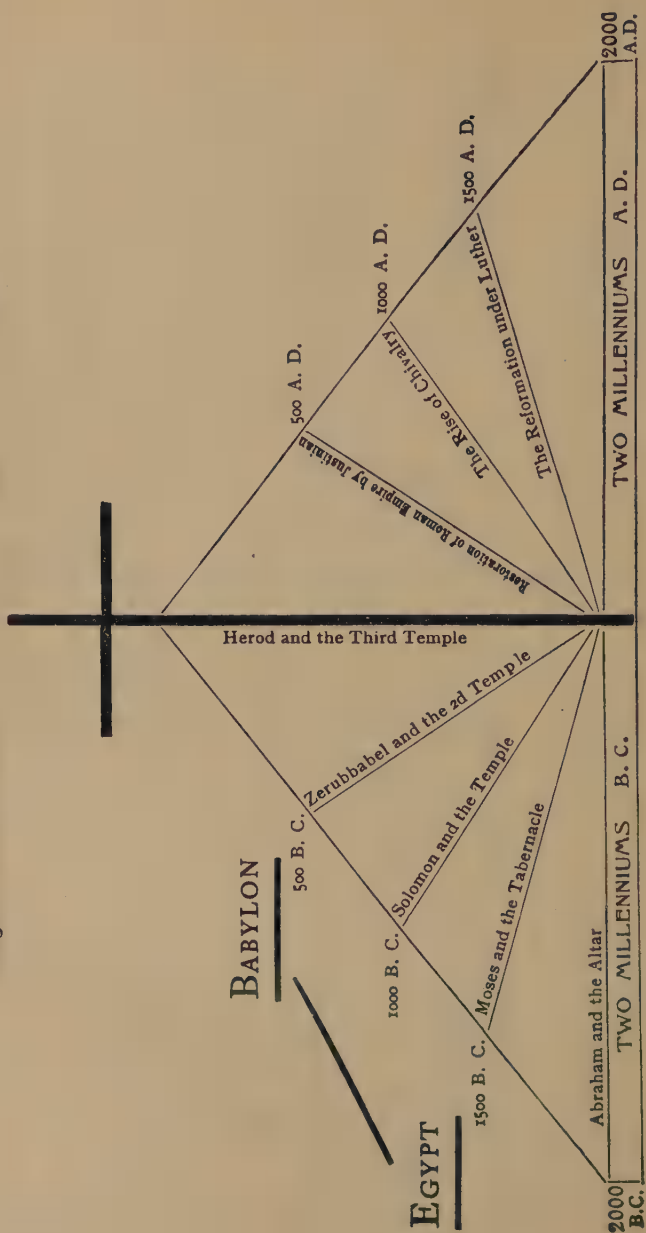 BABYLON
EGYPT
500 B. C.
1000 B. C.
1500 B. C.
2000 B.C.
Zerubbabel and the 2d Temple
Solomon and the Temple
Moses and the Tabernacle
Abraham and the Altar
TWO MILLENNIUMS B. C.
Herod and the Third Temple
500 A. D.
1000 A. D.
1500 A. D.
2000 A.D.
Restoration of Roman Empire by Justinian
The Rise of Chivalry
The Reformation under Luther
TWO MILLENNIUMS A. D.